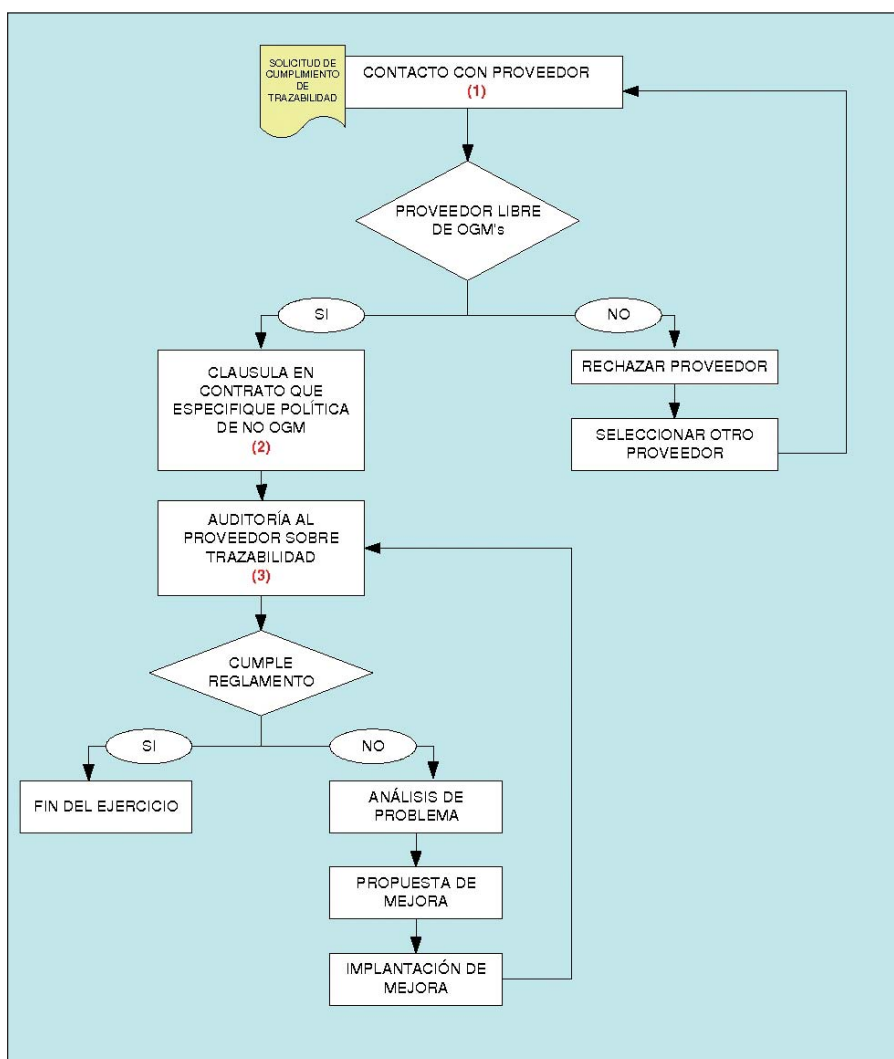 SOLICITUD DE
CUMPLIMIENTO
DE
TRAZABILIDAD
CONTACTO CON PROVEEDOR
(1)
PROVEEDOR LIBRE
DE OGM's
SI
NO
CLAUSULA EN
CONTRATO QUE
ESPECIFIQUE POLÍTICA
DE NO OGM
(2)
RECHAZAR PROVEEDOR
SELECCIONAR OTRO
PROVEEDOR
AUDITORÍA AL
PROVEEDOR SOBRE
TRAZABILIDAD
(3)
CUMPLE
REGLAMENTO
SI
NO
FIN DEL EJERCICIO
ANÁLISIS DE
PROBLEMA
PROPUESTA DE
MEJORA
IMPLANTACIÓN DE
MEJORA